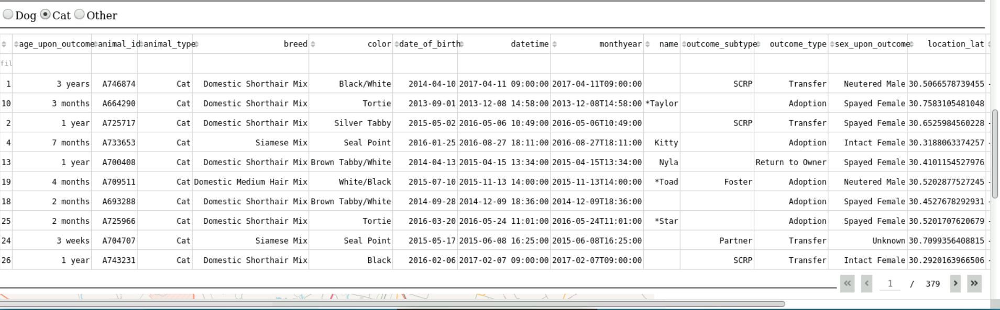 Dog Cat Other
age_upon_outcome animal_id animal_type breed color date_of_birth datetime monthyear name outcome_subtype outcome_type sex_upon_outcome location_lat
fil
1 3 years A746874 Cat Domestic Shorthair Mix Black/White 2014-04-10 2017-04-11 09:00:00 2017-04-11T09:00:00 SCRP Transfer Neutered Male 30.5066578739455 -
10 3 months A664290 Cat Domestic Shorthair Mix Tortie 2013-09-01 2013-12-08 14:58:00 2013-12-08T14:58:00 *Taylor Adoption Spayed Female 30.7583105481048
2 1 year A725717 Cat Domestic Shorthair Mix Silver Tabby 2015-05-02 2016-05-06 10:49:00 2016-05-06T10:49:00 SCRP Transfer Spayed Female 30.6525984560228 -
4 7 months A733653 Cat Siamese Mix Seal Point 2016-01-25 2016-08-27 18:11:00 2016-08-27T18:11:00 Kitty Adoption Intact Female 30.3188063374257 -
13 1 year A700408 Cat Domestic Shorthair Mix Brown Tabby/White 2014-04-13 2015-04-15 13:34:00 2015-04-15T13:34:00 Nyla Return to Owner Spayed Female 30.4101154527976
19 4 months A709511 Cat Domestic Medium Hair Mix White/Black 2015-07-10 2015-11-13 14:00:00 2015-11-13T14:00:00 *Toad Foster Adoption Neutered Male 30.5202877527245 -
18 2 months A693288 Cat Domestic Shorthair Mix Brown Tabby/White 2014-09-28 2014-12-09 18:36:00 2014-12-09T18:36:00 Adoption Spayed Female 30.4527678292931 -
25 2 months A725966 Cat Domestic Shorthair Mix Tortie 2016-03-20 2016-05-24 11:01:00 2016-05-24T11:01:00 *Star Adoption Spayed Female 30.5201707620679 -
24 3 weeks A704707 Cat Siamese Mix Seal Point 2015-05-17 2015-06-08 16:25:00 2015-06-08T16:25:00 Partner Transfer Unknown 30.7099356408815 -
26 1 year A743231 Cat Domestic Shorthair Mix Black 2016-02-06 2017-02-07 09:00:00 2017-02-07T09:00:00 SCRP Transfer Intact Female 30.2920163966506 -
« ‹ 1 / 379 › »